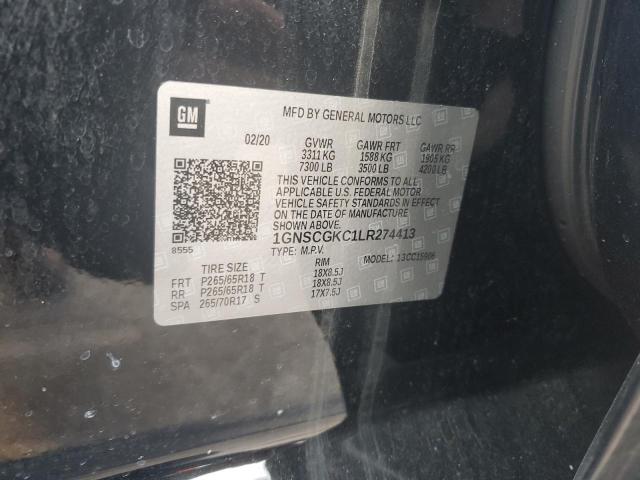 GM
MFD BY GENERAL MOTORS LLC
02/20 GVWR GAWR FRT GAWR RR
3311 KG 1588 KG 1905 KG
7300 LB 3500 LB 4200 LB
THIS VEHICLE CONFORMS TO ALL
APPLICABLE U.S. FEDERAL MOTOR
VEHICLE SAFETY STANDARDS IN EFFECT
ON THE DATE OF MANUFACTURE
SHOWN ABOVE.
8555 1GNSCGKC1LR274413
TYPE: M.P.V. MODEL: 13CC15906
TIRE SIZE RIM
FRT P265/65R18 T 18X8.5J
RR P265/65R18 T 18X8.5J
SPA 265/70R17 S 17X7.5J